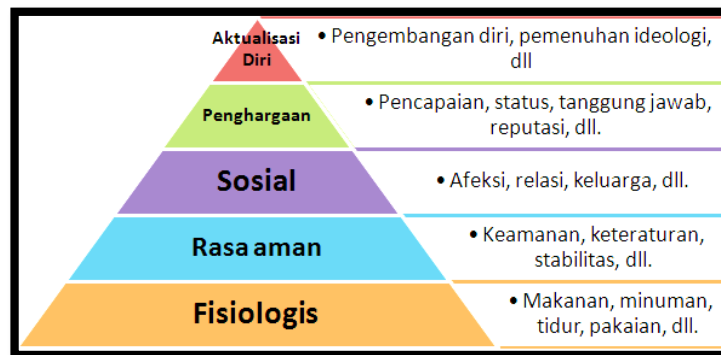 Aktualisasi
Diri
• Pengembangan diri, pemenuhan ideologi,
dll
Penghargaan
• Pencapaian, status, tanggung jawab,
reputasi, dll.
Sosial
• Afeksi, relasi, keluarga, dll.
Rasa aman
• Keamanan, keteraturan,
stabilitas, dll.
Fisiologis
• Makanan, minuman,
tidur, pakaian, dll.